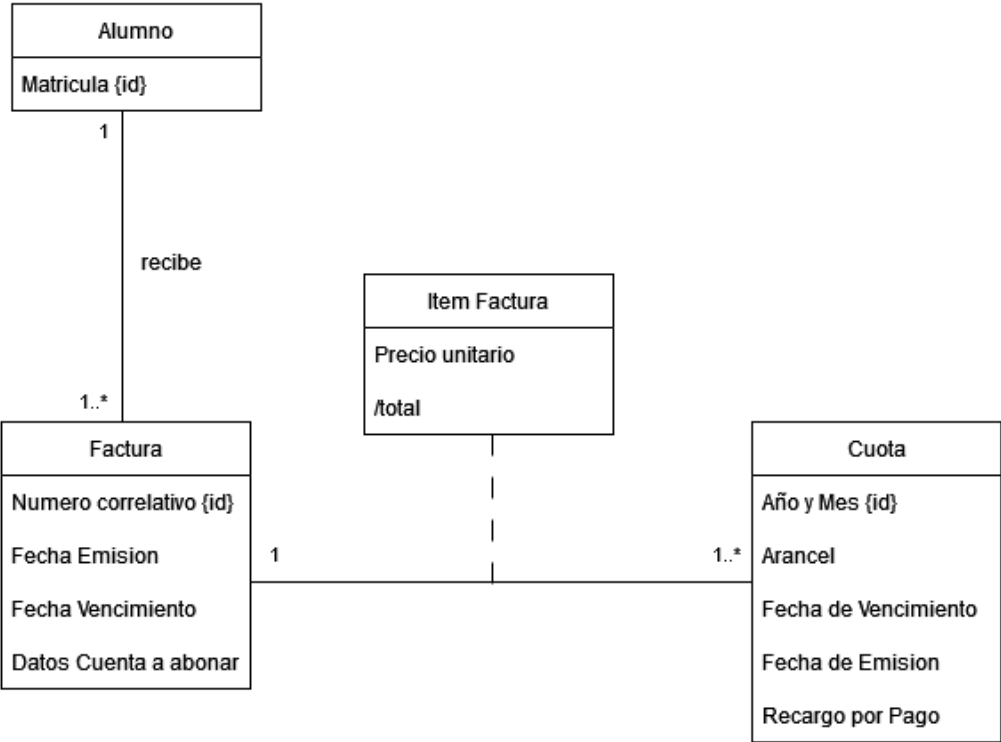 Alumno
Matricula {id}
1
recibe
1..*
Item Factura
Precio unitario
/total
Factura
Numero correlativo {id}
Fecha Emision
Fecha Vencimiento
Datos Cuenta a abonar
1
1..*
Cuota
Año y Mes {id}
Arancel
Fecha de Vencimiento
Fecha de Emision
Recargo por Pago